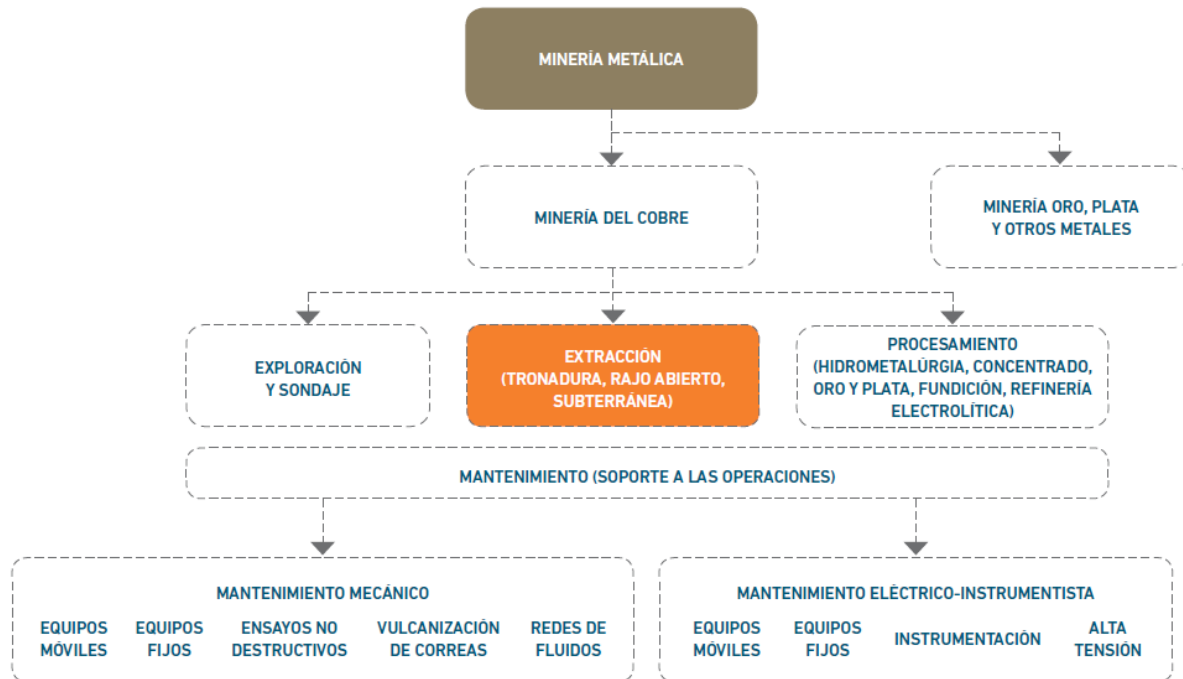 MINERÍA METÁLICA
MINERÍA DEL COBRE
MINERÍA ORO, PLATA
Y OTROS METALES
EXPLORACIÓN
Y SONDAJE
EXTRACCIÓN
(TRONADURA, RAJO ABIERTO,
SUBTERRÁNEA)
PROCESAMIENTO
(HIDROMETALÚRGIA, CONCENTRADO,
ORO Y PLATA, FUNDICIÓN, REFINERÍA
ELECTROLÍTICA)
MANTENIMIENTO (SOPORTE A LAS OPERACIONES)
MANTENIMIENTO MECÁNICO
EQUIPOS
MÓVILES
EQUIPOS
FIJOS
ENSAYOS NO
DESTRUCTIVOS
VULCANIZACIÓN
DE CORREAS
REDES DE
FLUIDOS
MANTENIMIENTO ELÉCTRICO-INSTRUMENTISTA
EQUIPOS
MÓVILES
EQUIPOS
FIJOS
INSTRUMENTACIÓN
ALTA
TENSIÓN